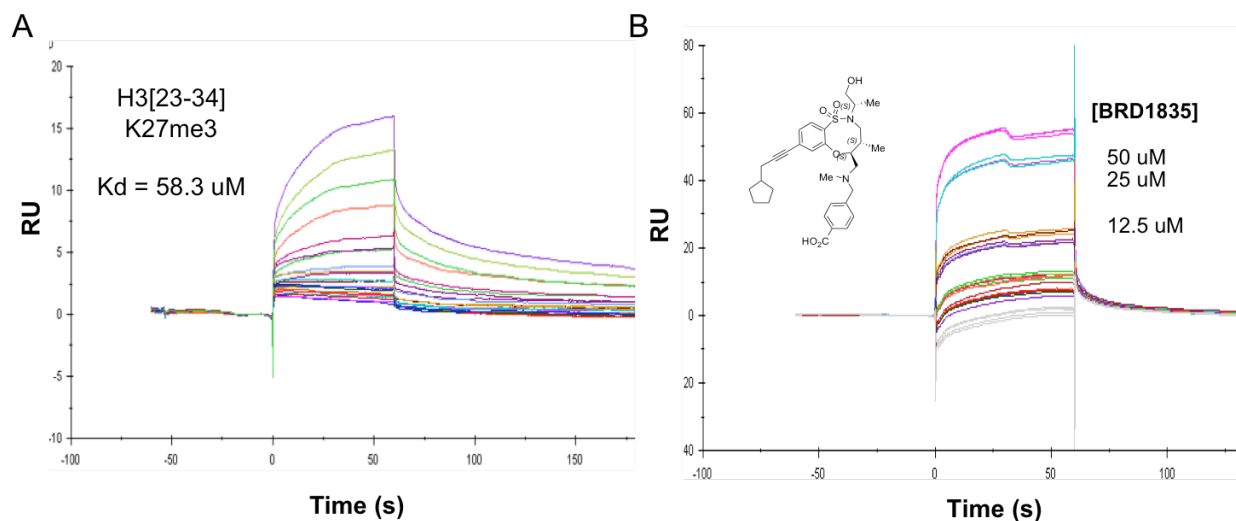 A
H3[23-34]
K27me3
Kd = 58.3 uM
RU
20
15
10
5
0
-5
10
-100
-50
0
50
100
150
Time (s)
B
OH
(S)
Me
O
O
S
N
(S)
Me
O
(S)
MeN
HO₂C
[BRD1835]
50 uM
25 uM
12.5 uM
RU
80
60
40
20
0
20
40
-100
-50
0
50
100
Time (s)